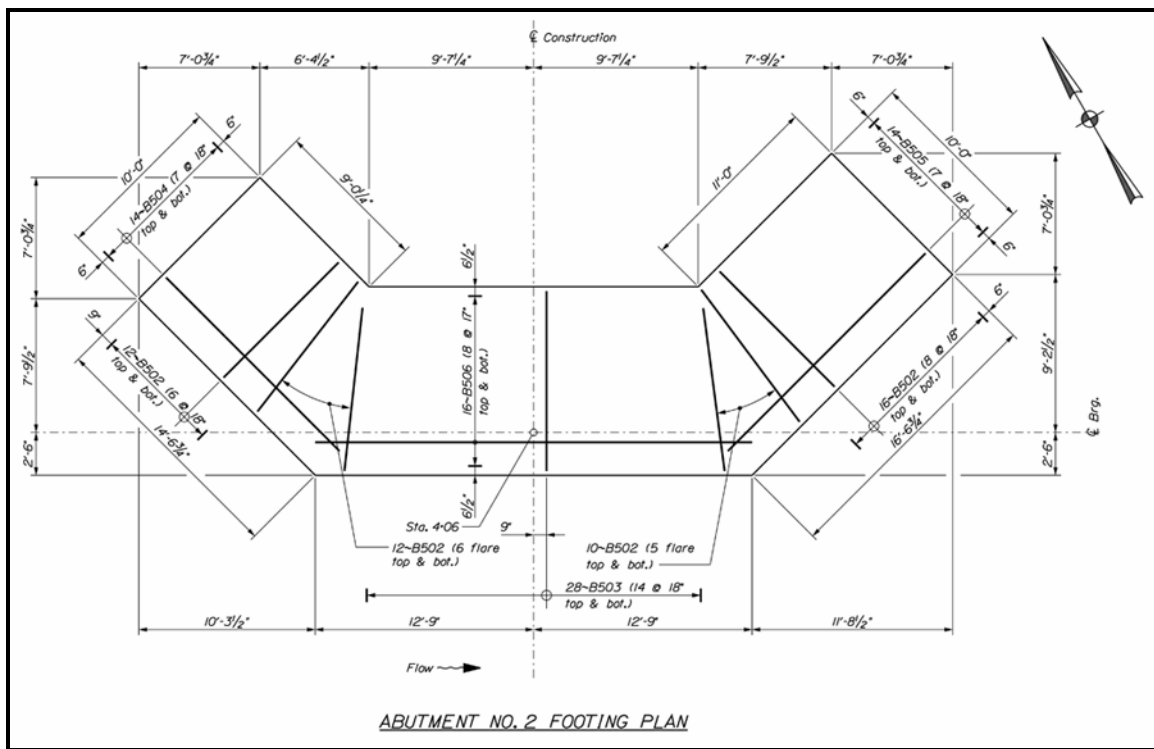 ℄ Construction
7'-0¾"
6'-4½"
9'-7¼"
9'-7¼"
7'-9½"
7'-0¾"
6"
10'-0"
14~B504 (7 @ 18"
top & bot.)
6"
9'-0¼"
11'-0"
6"
14~B505 (7 @ 18"
top & bot.)
10'-0"
6"
7'-0¾"
7'-9½"
2'-6"
7'-0¾"
9'-2½"
2'-6"
6½"
16~B506 (8 @ 17"
top & bot.)
6½"
9"
12~B502 (6 @ 18"
top & bot.)
14'-6¾"
6"
16~B502 (8 @ 18"
top & bot.)
16'-6¾"
℄ Brg.
Sta. 4+06
9"
12~B502 (6 flare
top & bot.)
10~B502 (5 flare
top & bot.)
28~B503 (14 @ 18"
top & bot.)
10'-3½"
12'-9"
12'-9"
11'-8½"
Flow
ABUTMENT NO. 2 FOOTING PLAN